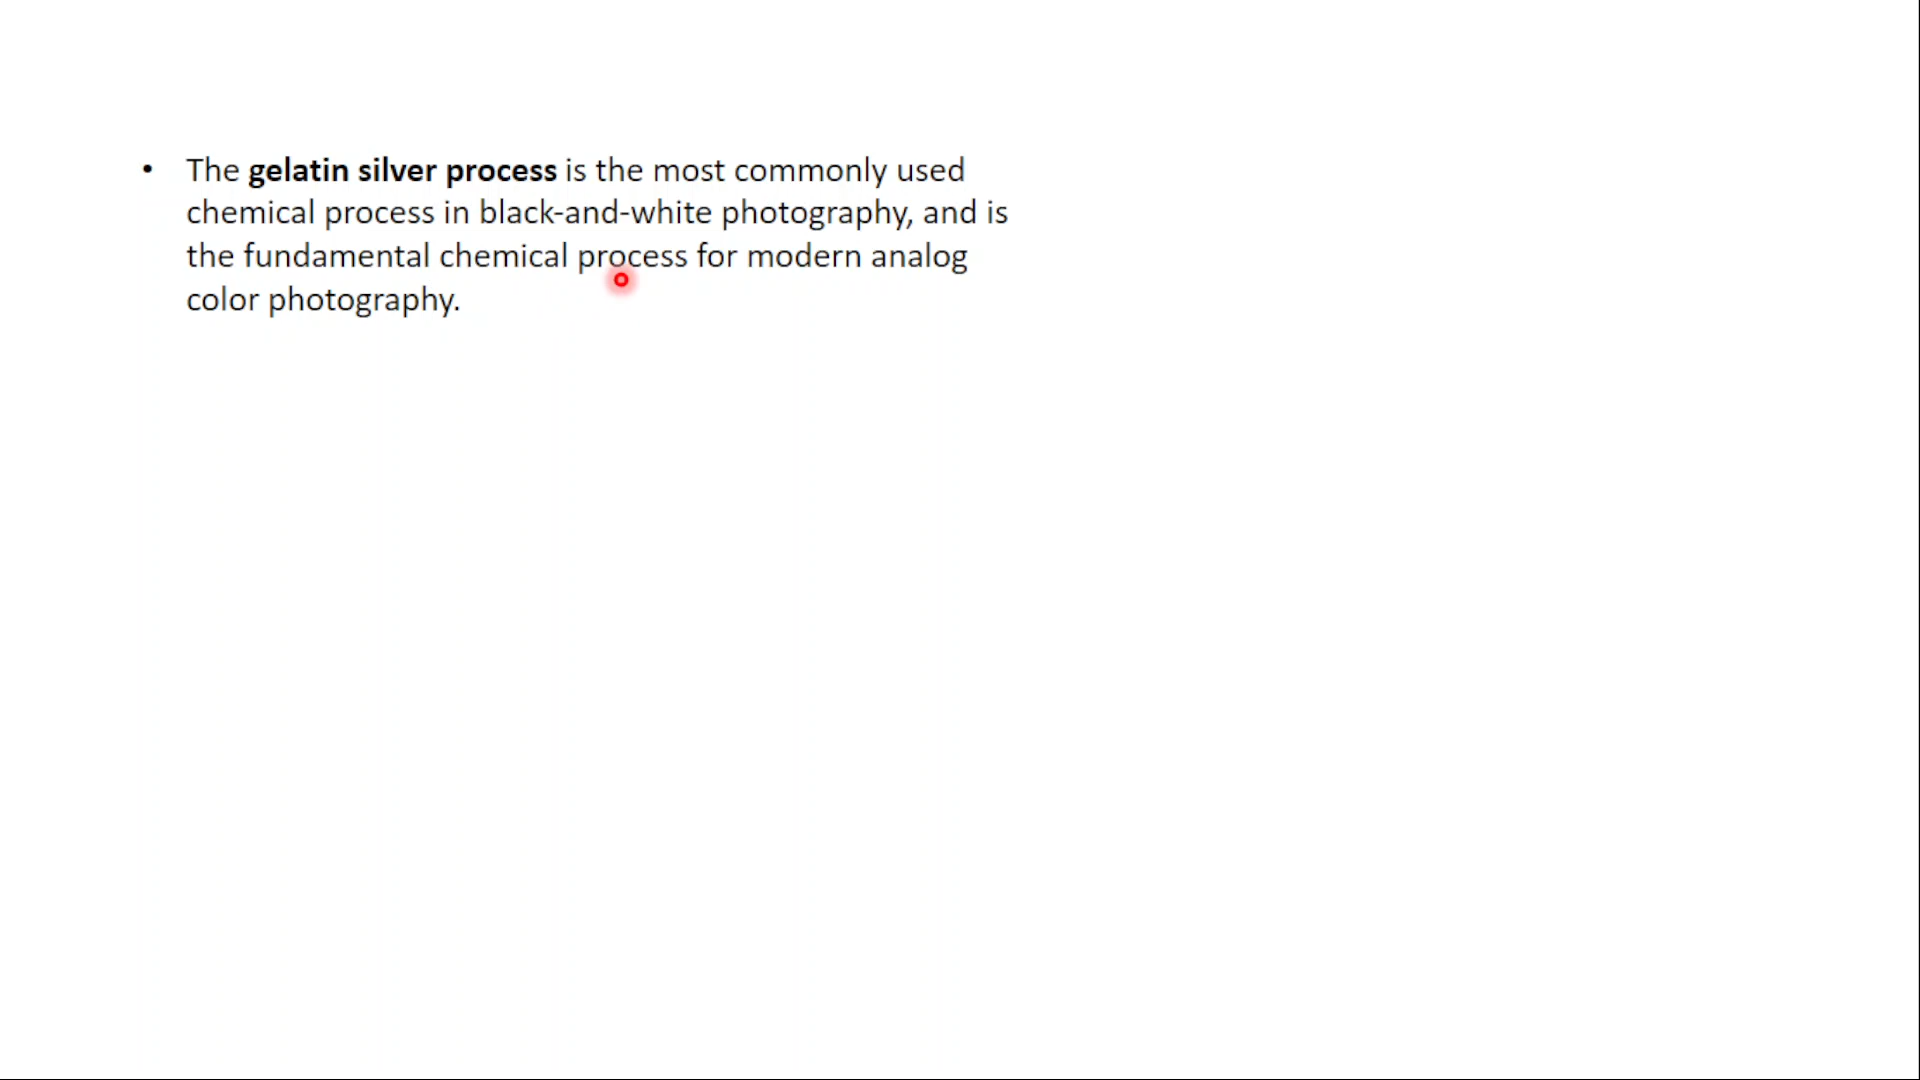 • The gelatin silver process is the most commonly used
chemical process in black-and-white photography, and is
the fundamental chemical process for modern analog
color photography.